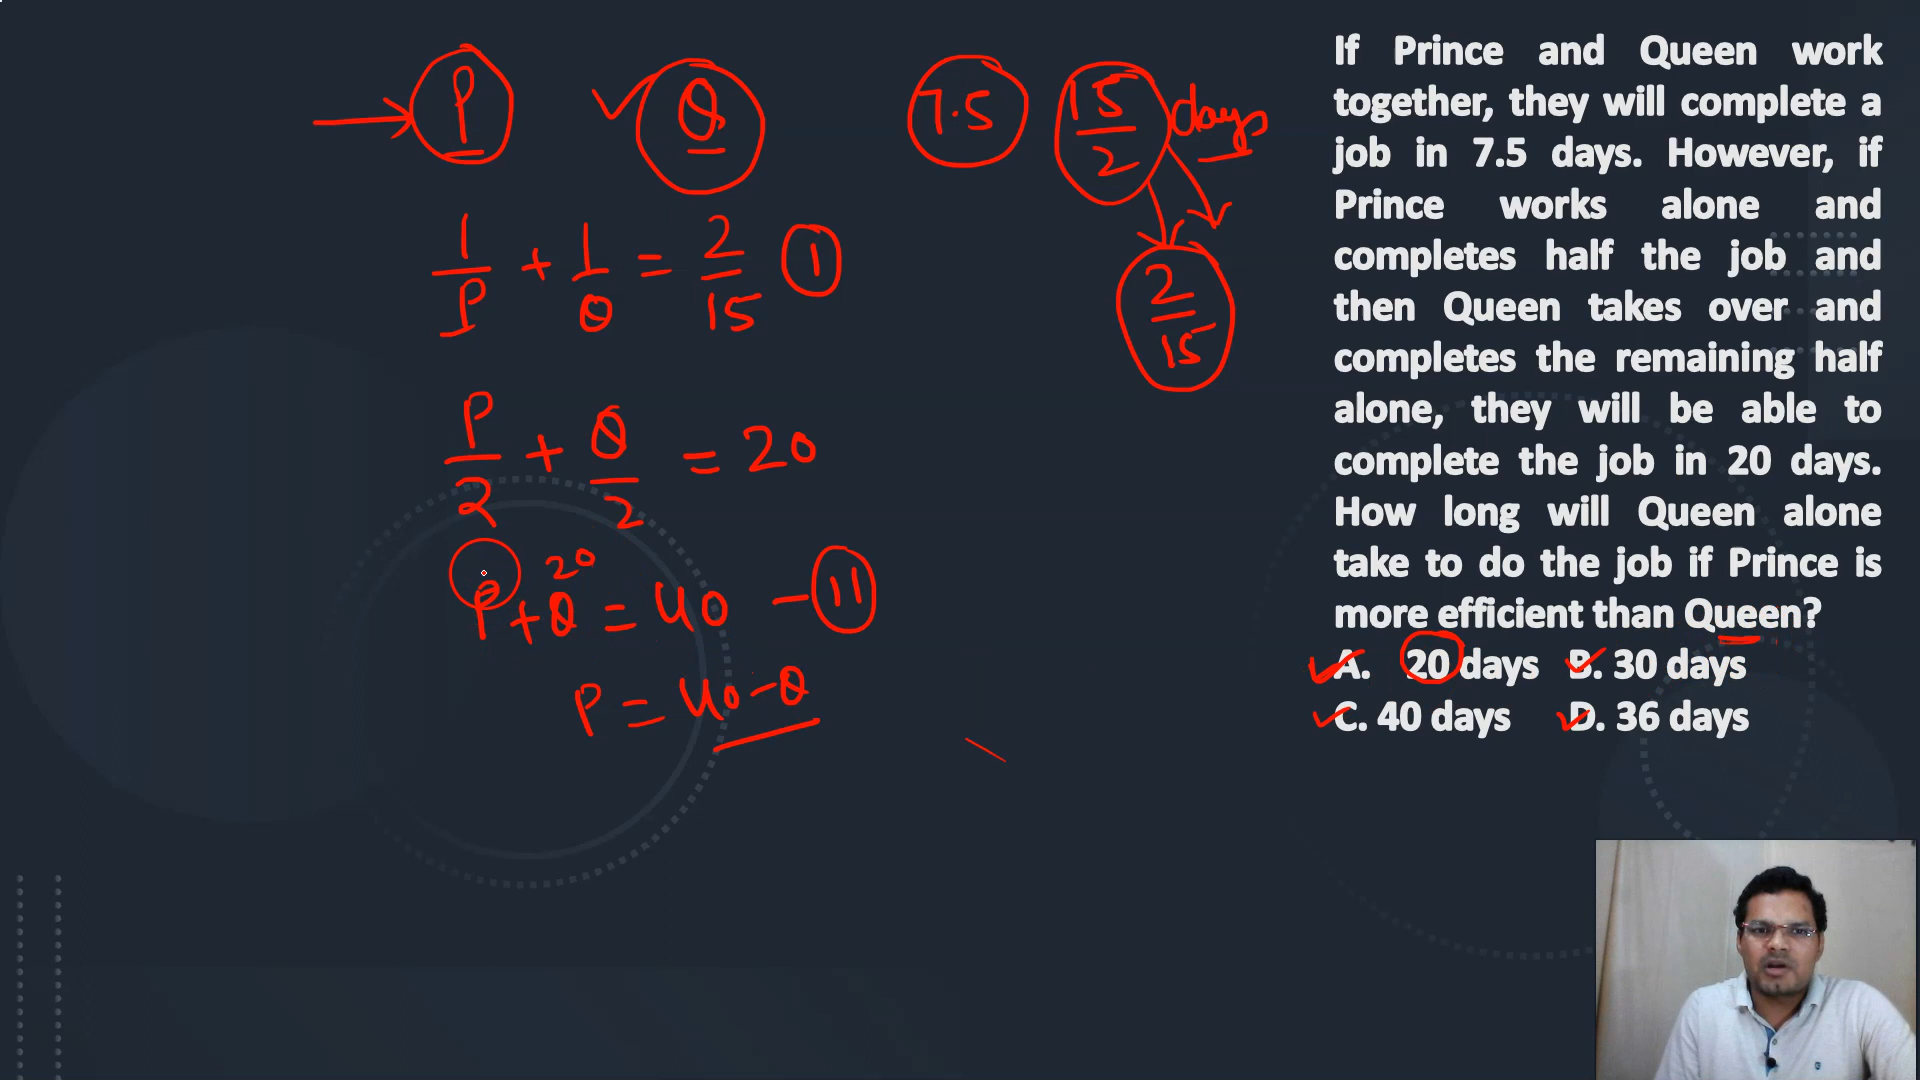 P Q 7.5 15/2 days
1/P + 1/Q = 2/15 1
2/15
P/2 + Q/2 = 20
20
P + Q = 40 - 11
P = 40 - Q
If Prince and Queen work
together, they will complete a
job in 7.5 days. However, if
Prince works alone and
completes half the job and
then Queen takes over and
completes the remaining half
alone, they will be able to
complete the job in 20 days.
How long will Queen alone
take to do the job if Prince is
more efficient than Queen?
A. 20 days B. 30 days
C. 40 days D. 36 days